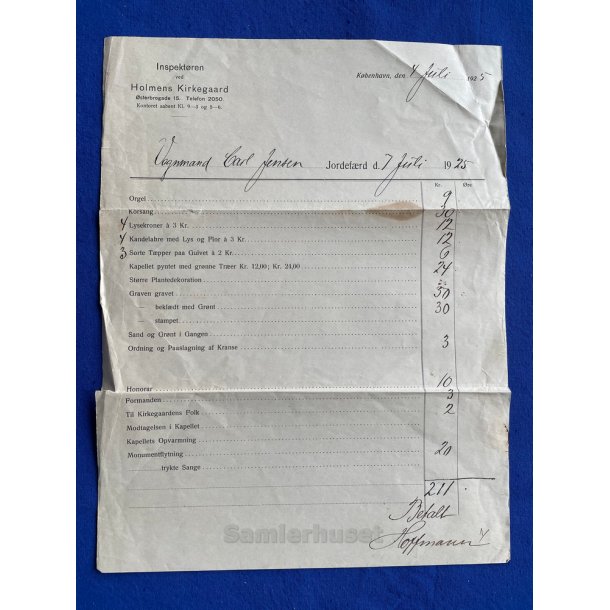 Inspektøren
ved
Holmens Kirkegaard
Østerbrogade 15. Telefon 2050
Kontoret aabent Kl. 9—3 og 5—6.
København, den 4 Juli 1925
Vognmand Carl Jensen Jordefærd d. 7 Juli 1925
Kr. Øre
Orgel 9
Korsang
4 Lysekroner à 3 Kr. 12
4 Kandelabre med Lys og Flor à 3 Kr. 12
3 Sorte Tæpper paa Gulvet à 2 Kr. 6
Kapellet pyntet med grønne Træer Kr. 12,00; Kr. 24,00 24
Større Plantedekoration
Graven gravet
— beklædt med Grønt 30
— stampet
Sand og Grønt i Gangen
Ordning og Paaslagning af Kranse 3
Honorar 10
Formanden 3
Til Kirkegaardens Folk 2
Modtagelsen i Kapellet
Kapellets Opvarmning
Monumentflytning 20
trykte Sange
211
Betalt
Hoffmann
Samlerhuset